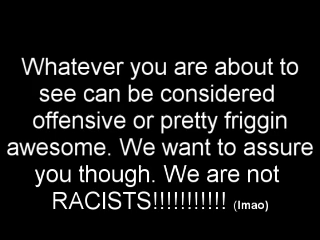 Whatever you are about to
see can be considered
offensive or pretty friggin
awesome. We want to assure
you though. We are not
RACISTS!!!!!!!!!!! (lmao)